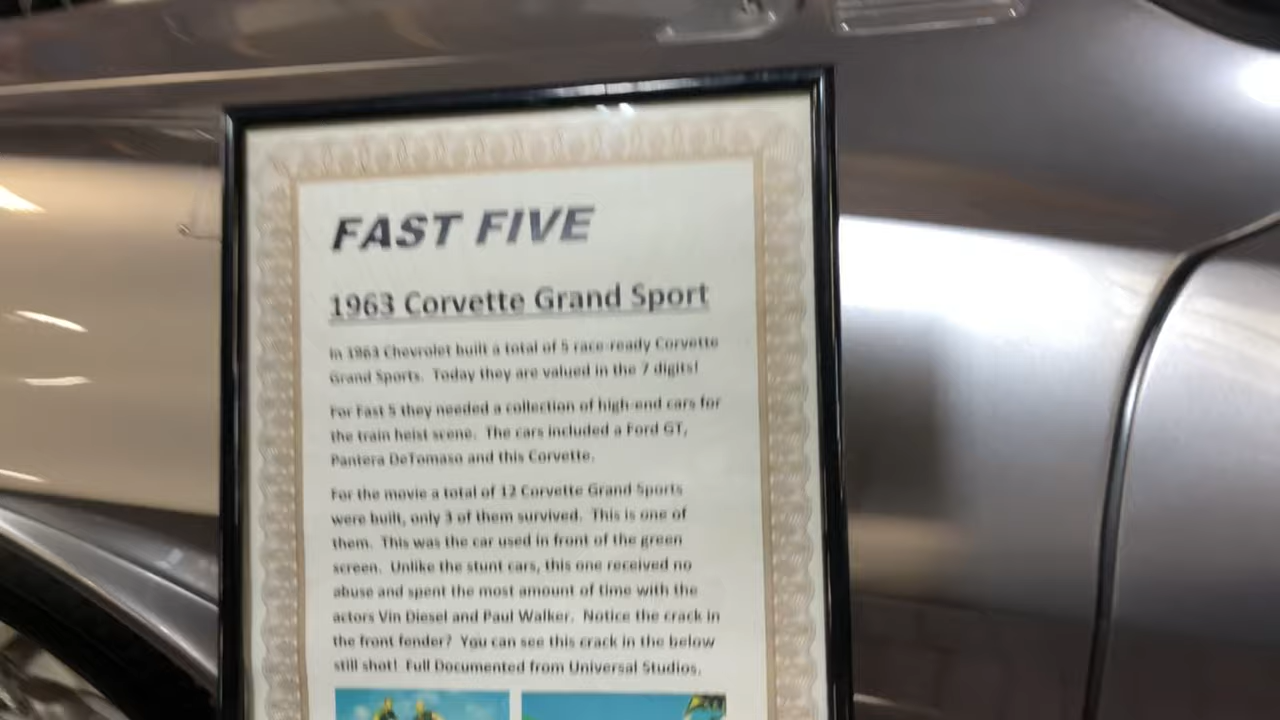 FAST FIVE
1963 Corvette Grand Sport
In 1963 Chevrolet built a total of 5 race-ready Corvette
Grand Sports. Today they are valued in the 7 digits!
For Fast 5 they needed a collection of high-end cars for
the train heist scene. The cars included a Ford GT,
Pantera DeTomaso and this Corvette.
For the movie a total of 12 Corvette Grand Sports
were built, only 3 of them survived. This is one of
them. This was the car used in front of the green
screen. Unlike the stunt cars, this one received no
abuse and spent the most amount of time with the
actors Vin Diesel and Paul Walker. Notice the crack in
the front fender? You can see this crack in the below
still shot! Full Documented from Universal Studios.